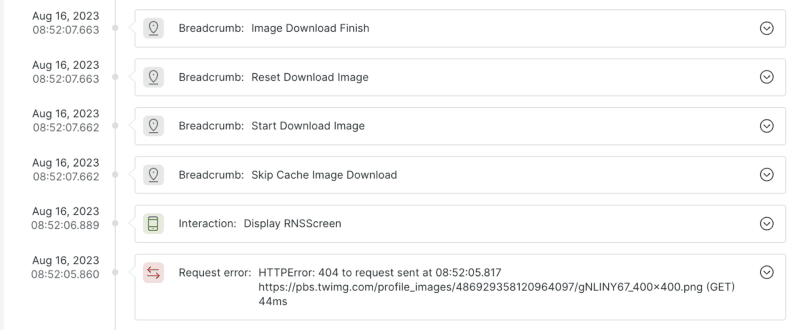 Aug 16, 2023
08:52:07.663
Breadcrumb: Image Download Finish
Aug 16, 2023
08:52:07.663
Breadcrumb: Reset Download Image
Aug 16, 2023
08:52:07.662
Breadcrumb: Start Download Image
Aug 16, 2023
08:52:07.662
Breadcrumb: Skip Cache Image Download
Aug 16, 2023
08:52:06.889
Interaction: Display RNSScreen
Aug 16, 2023
08:52:05.860
Request error: HTTPError: 404 to request sent at 08:52:05.817
https://pbs.twimg.com/profile_images/486929358120964097/gNLINY67_400×400.png (GET)
44ms